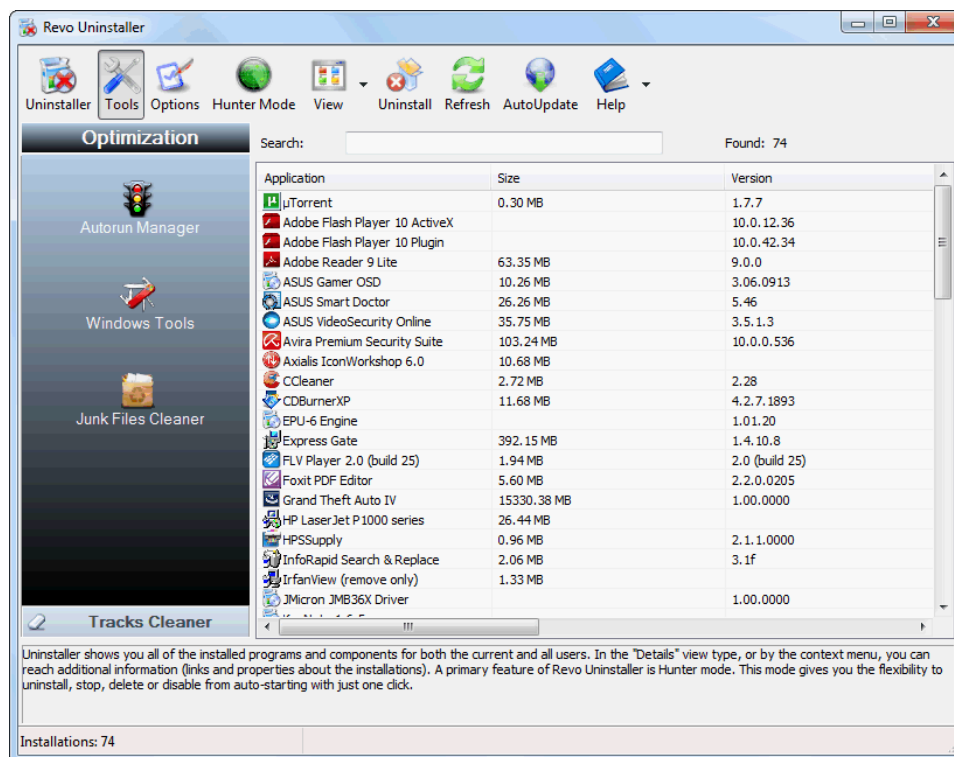 Revo Uninstaller
Uninstaller Tools Options Hunter Mode View Uninstall Refresh AutoUpdate Help
Optimization
Search:
Found: 74
Autorun Manager
Windows Tools
Junk Files Cleaner
Tracks Cleaner
Application Size Version
µTorrent 0.30 MB 1.7.7
Adobe Flash Player 10 ActiveX 10.0.12.36
Adobe Flash Player 10 Plugin 10.0.42.34
Adobe Reader 9 Lite 63.35 MB 9.0.0
ASUS Gamer OSD 10.26 MB 3.06.0913
ASUS Smart Doctor 26.26 MB 5.46
ASUS VideoSecurity Online 35.75 MB 3.5.1.3
Avira Premium Security Suite 103.24 MB 10.0.0.536
Axialis IconWorkshop 6.0 10.68 MB
CCleaner 2.72 MB 2.28
CDBurnerXP 11.68 MB 4.2.7.1893
EPU-6 Engine 1.01.20
Express Gate 392.15 MB 1.4.10.8
FLV Player 2.0 (build 25) 1.94 MB 2.0 (build 25)
Foxit PDF Editor 5.60 MB 2.2.0.0205
Grand Theft Auto IV 15330.38 MB 1.00.0000
HP LaserJet P1000 series 26.44 MB
HPSSupply 0.96 MB 2.1.1.0000
InfoRapid Search & Replace 2.06 MB 3.1f
IrfanView (remove only) 1.33 MB
JMicron JMB36X Driver 1.00.0000
Uninstaller shows you all of the installed programs and components for both the current and all users. In the "Details" view type, or by the context menu, you can
reach additional information (links and properties about the installations). A primary feature of Revo Uninstaller is Hunter mode. This mode gives you the flexibility to
uninstall, stop, delete or disable from auto-starting with just one click.
Installations: 74